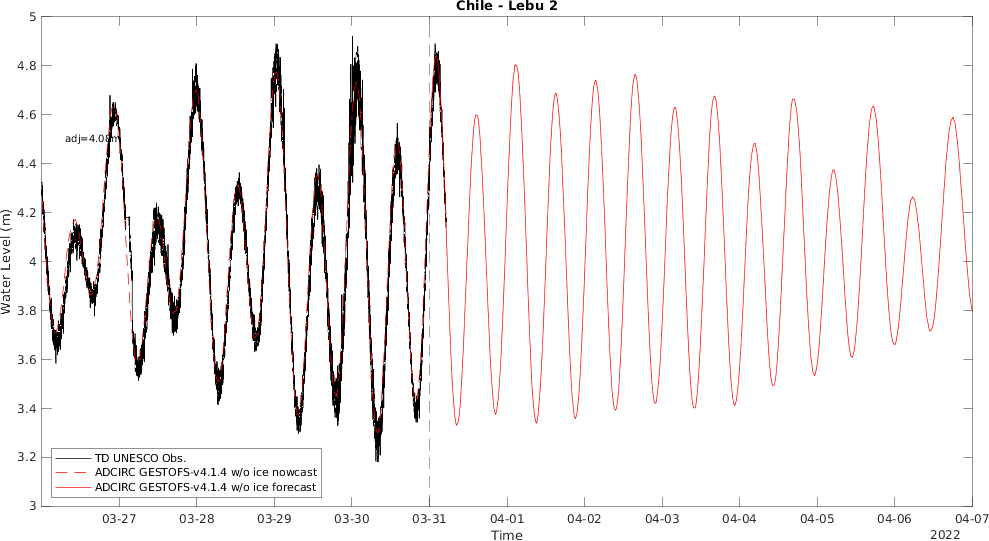 Chile - Lebu 2
5
4.8
4.6
4.4
4.2
4
3.8
3.6
3.4
3.2
3
Water Level (m)
adj=4.08m
TD UNESCO Obs.
ADCIRC GESTOFS-v4.1.4 w/o ice nowcast
ADCIRC GESTOFS-v4.1.4 w/o ice forecast
03-27 03-28 03-29 03-30 03-31 04-01 04-02 04-03 04-04 04-05 04-06 04-07
Time
2022